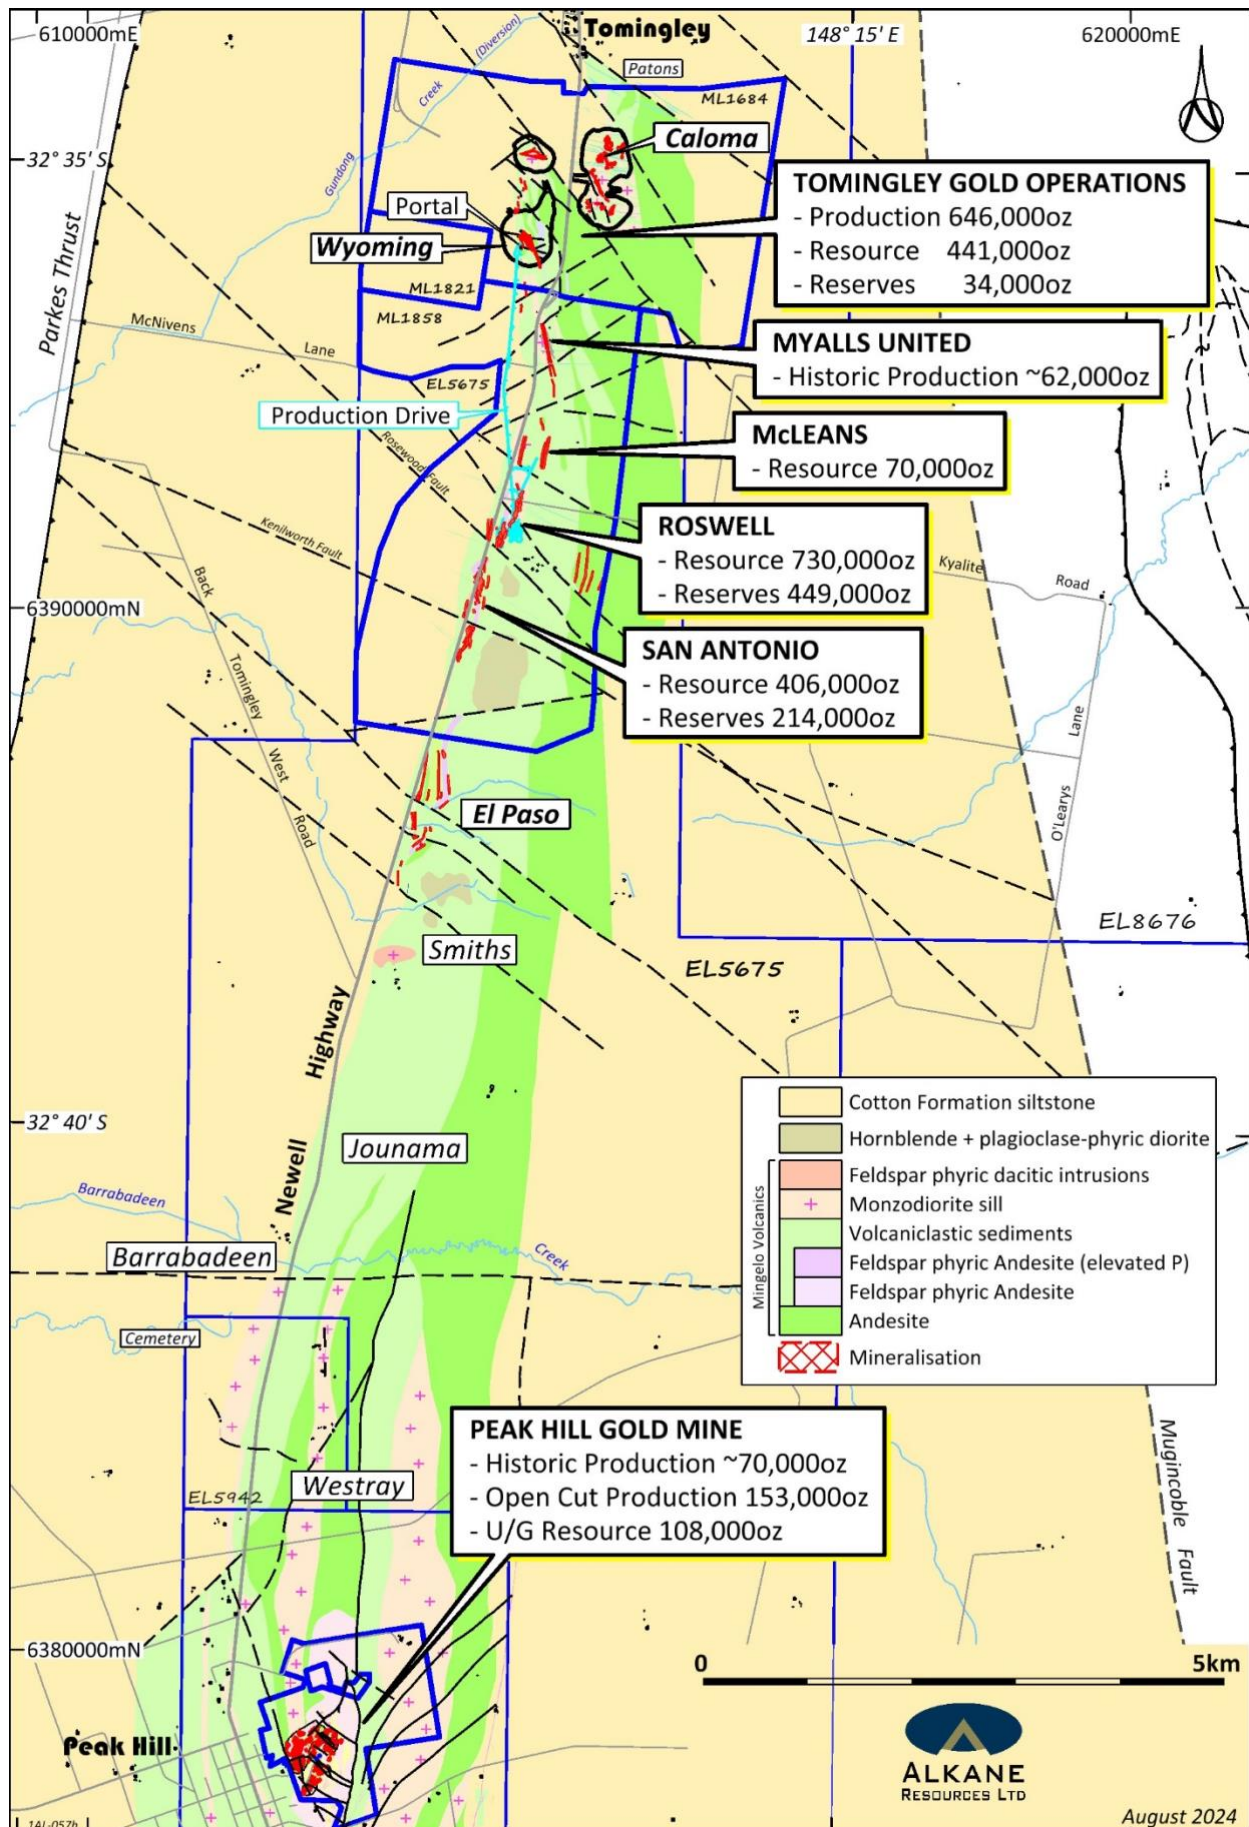 610000mE
Tomingley
148° 15' E
620000mE
(Diversion)
Creek
Gundong
Patons
ML1684
32° 35' S
Caloma
TOMINGLEY GOLD OPERATIONS
- Production 646,000oz
- Resource 441,000oz
- Reserves 34,000oz
Portal
Wyoming
Parkes Thrust
ML1821
ML1858
McNivens
Lane
EL5675
MYALLS UNITED
- Historic Production ~62,000oz
Production Drive
McLEANS
- Resource 70,000oz
Rosewood Fault
Kenilworth Fault
ROSWELL
- Resource 730,000oz
- Reserves 449,000oz
Kyalite
Road
Back
Tomingley
West
Road
6390000mN
SAN ANTONIO
- Resource 406,000oz
- Reserves 214,000oz
Lane
O'Learys
El Paso
EL8676
Smiths
EL5675
Newell
Highway
32° 40' S
Jounama
Barrabadeen
Creek
Barrabadeen
Cemetery
Cotton Formation siltstone
Hornblende + plagioclase-phyric diorite
Mingelo Volcanics
Feldspar phyric dacitic intrusions
Monzodiorite sill
Volcaniclastic sediments
Feldspar phyric Andesite (elevated P)
Feldspar phyric Andesite
Andesite
Mineralisation
PEAK HILL GOLD MINE
- Historic Production ~70,000oz
- Open Cut Production 153,000oz
- U/G Resource 108,000oz
Westray
EL5942
Mugincoble
Fault
6380000mN
0
5km
Peak Hill
ALKANE
RESOURCES LTD
1AL-057h
August 2024